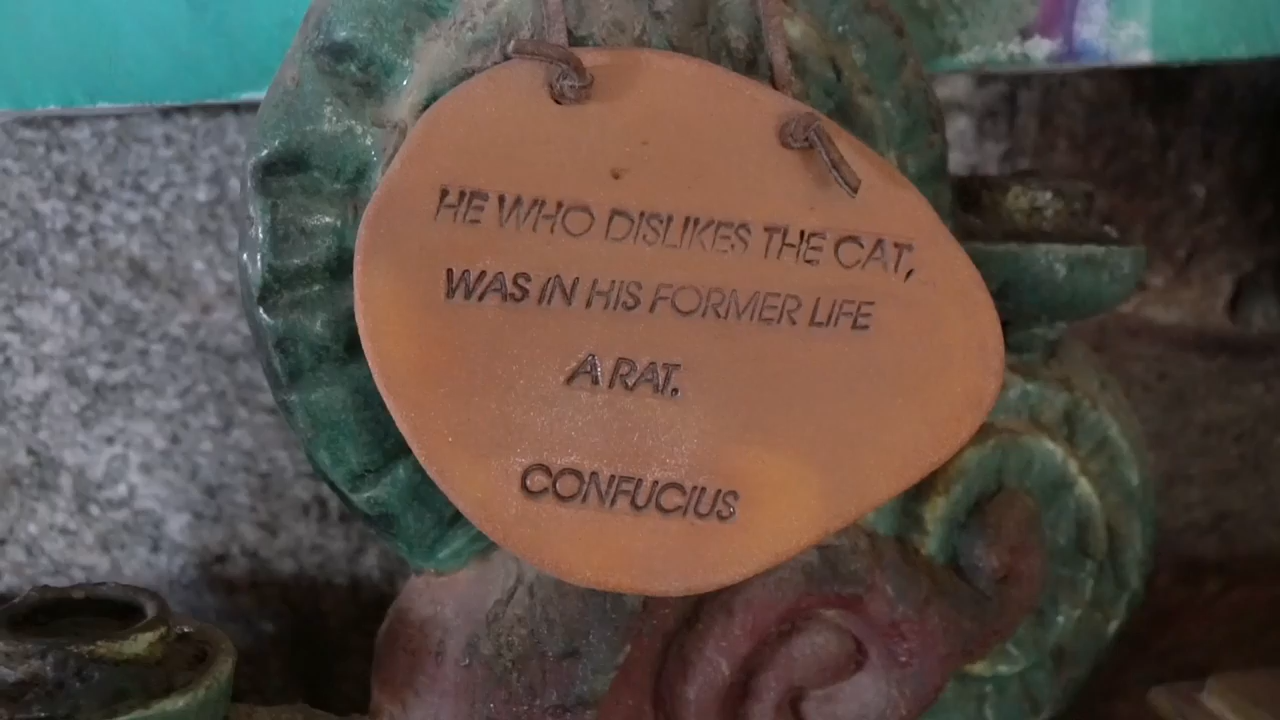 HE WHO DISLIKES THE CAT,
WAS IN HIS FORMER LIFE
A RAT.
CONFUCIUS